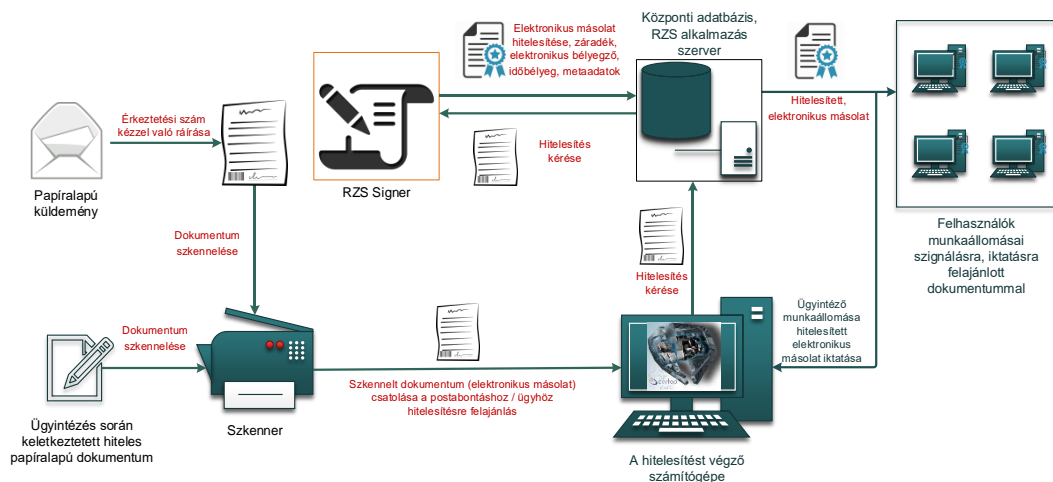 Elektronikus másolat
hitelesítése, záradék,
elektronikus bélyegző,
időbélyeg, metaadatok
Központi adatbázis,
RZS alkalmazás
szerver
Hitelesített,
elektronikus másolat
Érkeztetési szám
kézzel való ráírása
Papíralapú
küldemény
RZS Signer
Hitelesítés
kérése
Felhasználók
munkaállomásai
szignálásra, iktatásra
felajánlott
dokumentummal
Dokumentum
szkennelése
Hitelesítés
kérése
Ügyintéző
munkaállomása
hitelesített
elektronikus
másolat iktatása
Dokumentum
szkennelése
Szkennelt dokumentum (elektronikus másolat)
csatolása a postabontáshoz / ügyhöz
hitelesítésre felajánlás
Ügyintézés során
keletkeztetett hiteles
papíralapú dokumentum
Szkenner
A hitelesítést végző
számítógépe